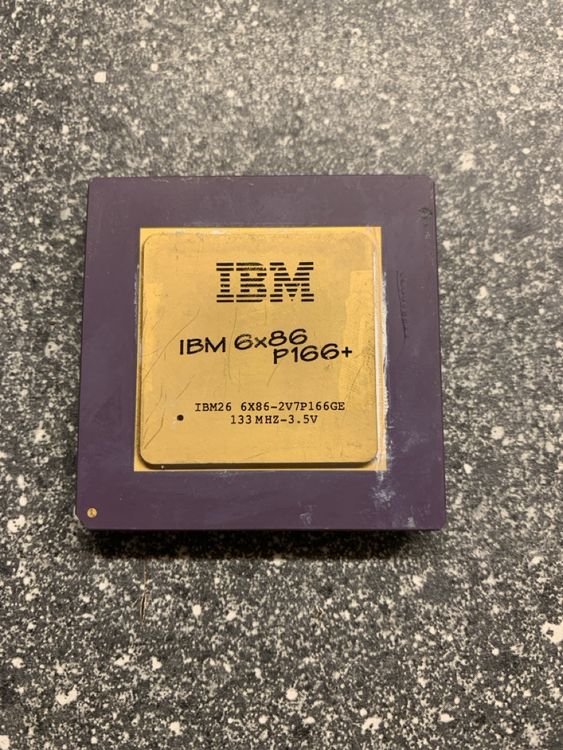 IBM
IBM 6x86
P166+
IBM26 6X86-2V7P166GE
133 MHZ-3.5V